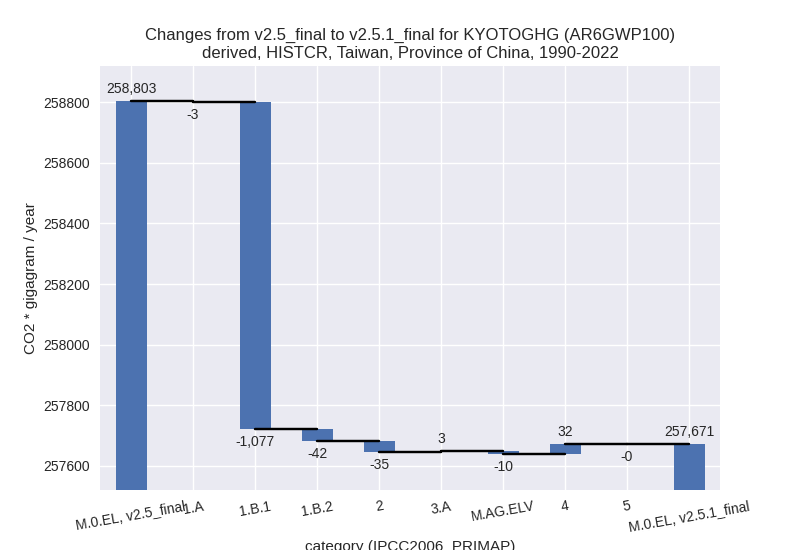 Changes from v2.5_final to v2.5.1_final for KYOTOGHG (AR6GWP100)
derived, HISTCR, Taiwan, Province of China, 1990-2022
258,803
-3
-1,077
-42
-35
3
-10
32
-0
257,671
258800
258600
258400
258200
258000
257800
257600
CO2 * gigagram / year
M.0.EL, v2.5_final
1.A
1.B.1
1.B.2
2
3.A
M.AG.ELV
4
5
M.0.EL, v2.5.1_final
category (IPCC2006_PRIMAP)